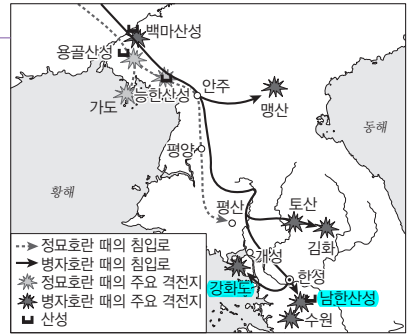 백마산성
용골산성
능한산성
안주
가도
맹산
동해
평양
황해
평산
토산
김화
개성
강화도
한성
남한산성
수원
정묘호란 때의 침입로
병자호란 때의 침입로
정묘호란 때의 주요 격전지
병자호란 때의 주요 격전지
산성